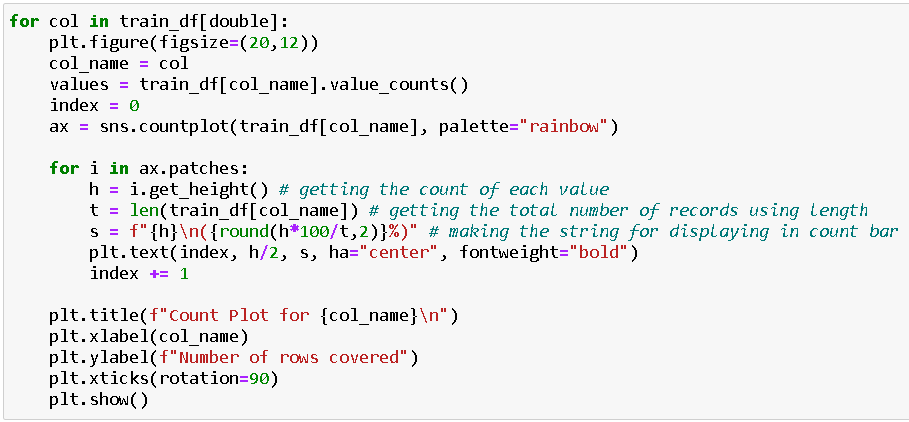 for col in train_df[double]:
    plt.figure(figsize=(20,12))
    col_name = col
    values = train_df[col_name].value_counts()
    index = 0
    ax = sns.countplot(train_df[col_name], palette="rainbow")

    for i in ax.patches:
        h = i.get_height() # getting the count of each value
        t = len(train_df[col_name]) # getting the total number of records using length
        s = f"{h}\n({round(h*100/t,2)}%)" # making the string for displaying in count bar
        plt.text(index, h/2, s, ha="center", fontweight="bold")
        index += 1

    plt.title(f"Count Plot for {col_name}\n")
    plt.xlabel(col_name)
    plt.ylabel(f"Number of rows covered")
    plt.xticks(rotation=90)
    plt.show()